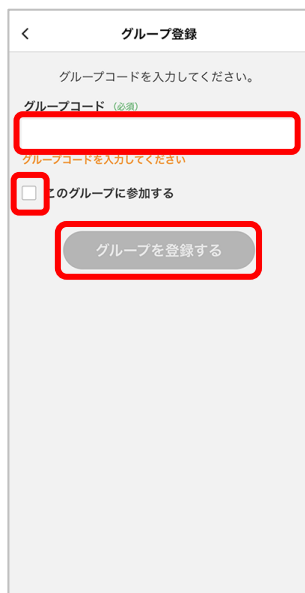 グループ登録
グループコードを入力してください。
グループコード (必須)
グループコードを入力してください
このグループに参加する
グループを登録する